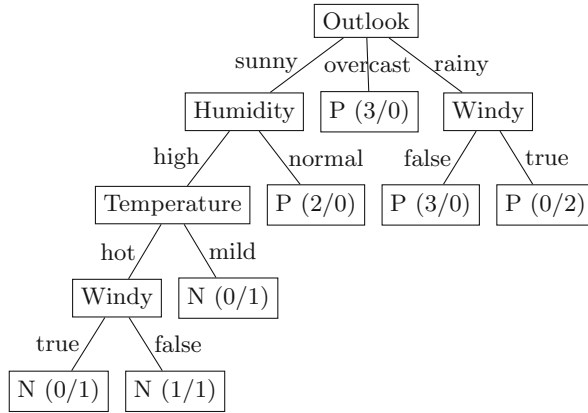 Outlook
sunny overcast rainy
Humidity P (3/0) Windy
high normal false true
Temperature P (2/0) P (3/0) P (0/2)
hot mild
Windy N (0/1)
true false
N (0/1) N (1/1)